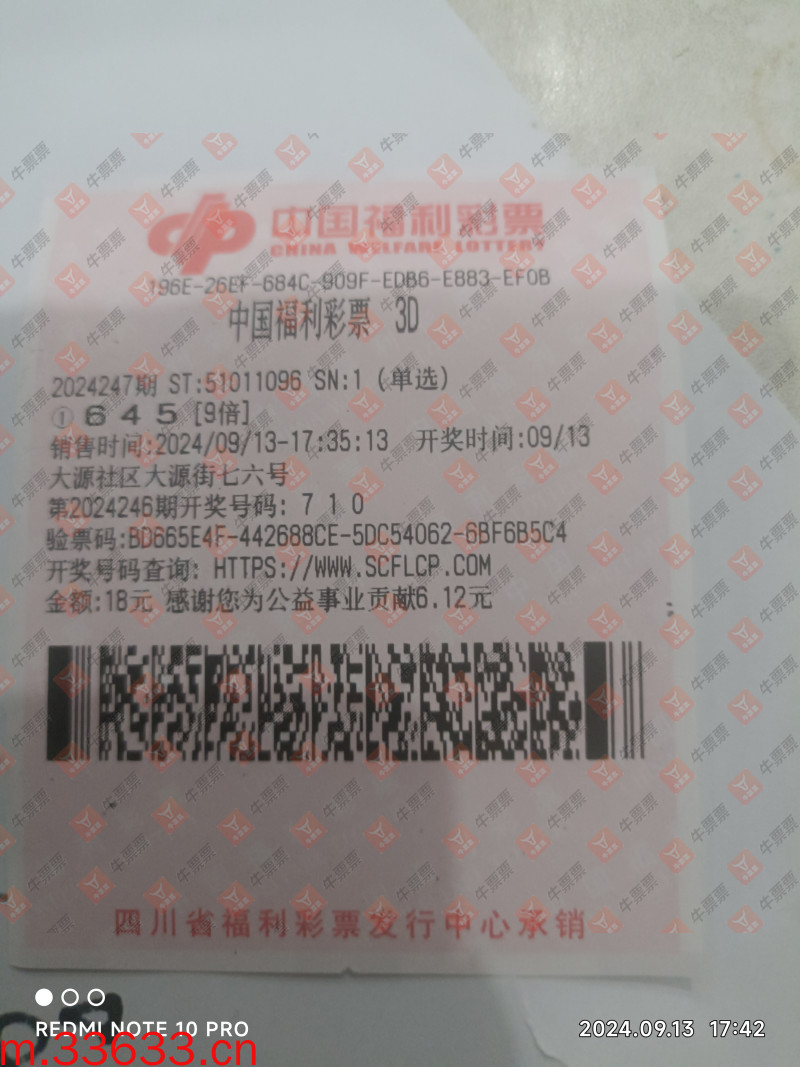 中国福利彩票
CHINA WELFARE LOTTERY
196E-26EF-684C-909F-EDB6-E883-EF0B
中国福利彩票 3D
2024247期 ST:51011096 SN:1 (单选)
① 6 4 5 [9倍]
销售时间:2024/09/13-17:35:13 开奖时间:09/13
大源社区大源街七六号
第2024246期开奖号码: 7 1 0
验票码:BD665E4F-442688CE-5DC54062-6BF6B5C4
开奖号码查询: HTTPS://WWW.SCFLCP.COM
金额:18元 感谢您为公益事业贡献6.12元
四川省福利彩票发行中心承销
REDMI NOTE 10 PRO
2024.09.13 17:42
m.33633.cn
牛票票